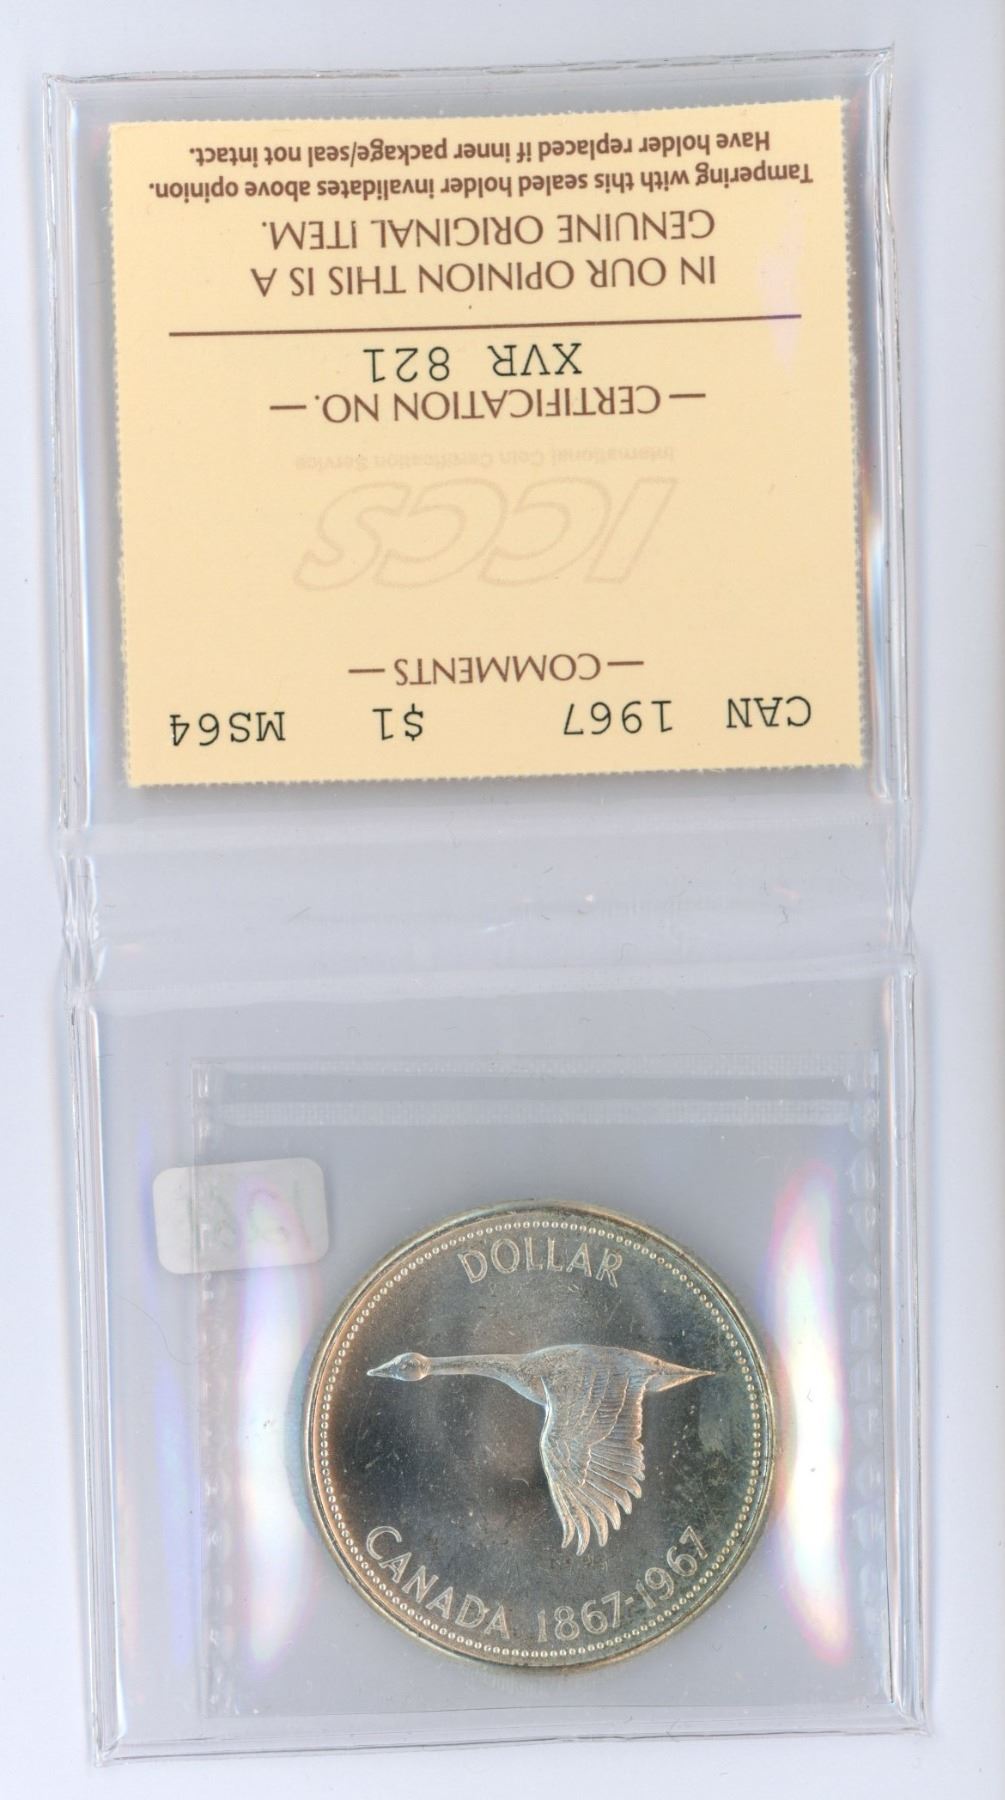 CAN 1967 $1 MS64
— COMMENTS —
ICCS
International Coin Certification Service
— CERTIFICATION NO. —
XVR 821
IN OUR OPINION THIS IS A
GENUINE ORIGINAL ITEM.
Tampering with this sealed holder invalidates above opinion.
Have holder replaced if inner package/seal not intact.
DOLLAR
CANADA 1867-1967